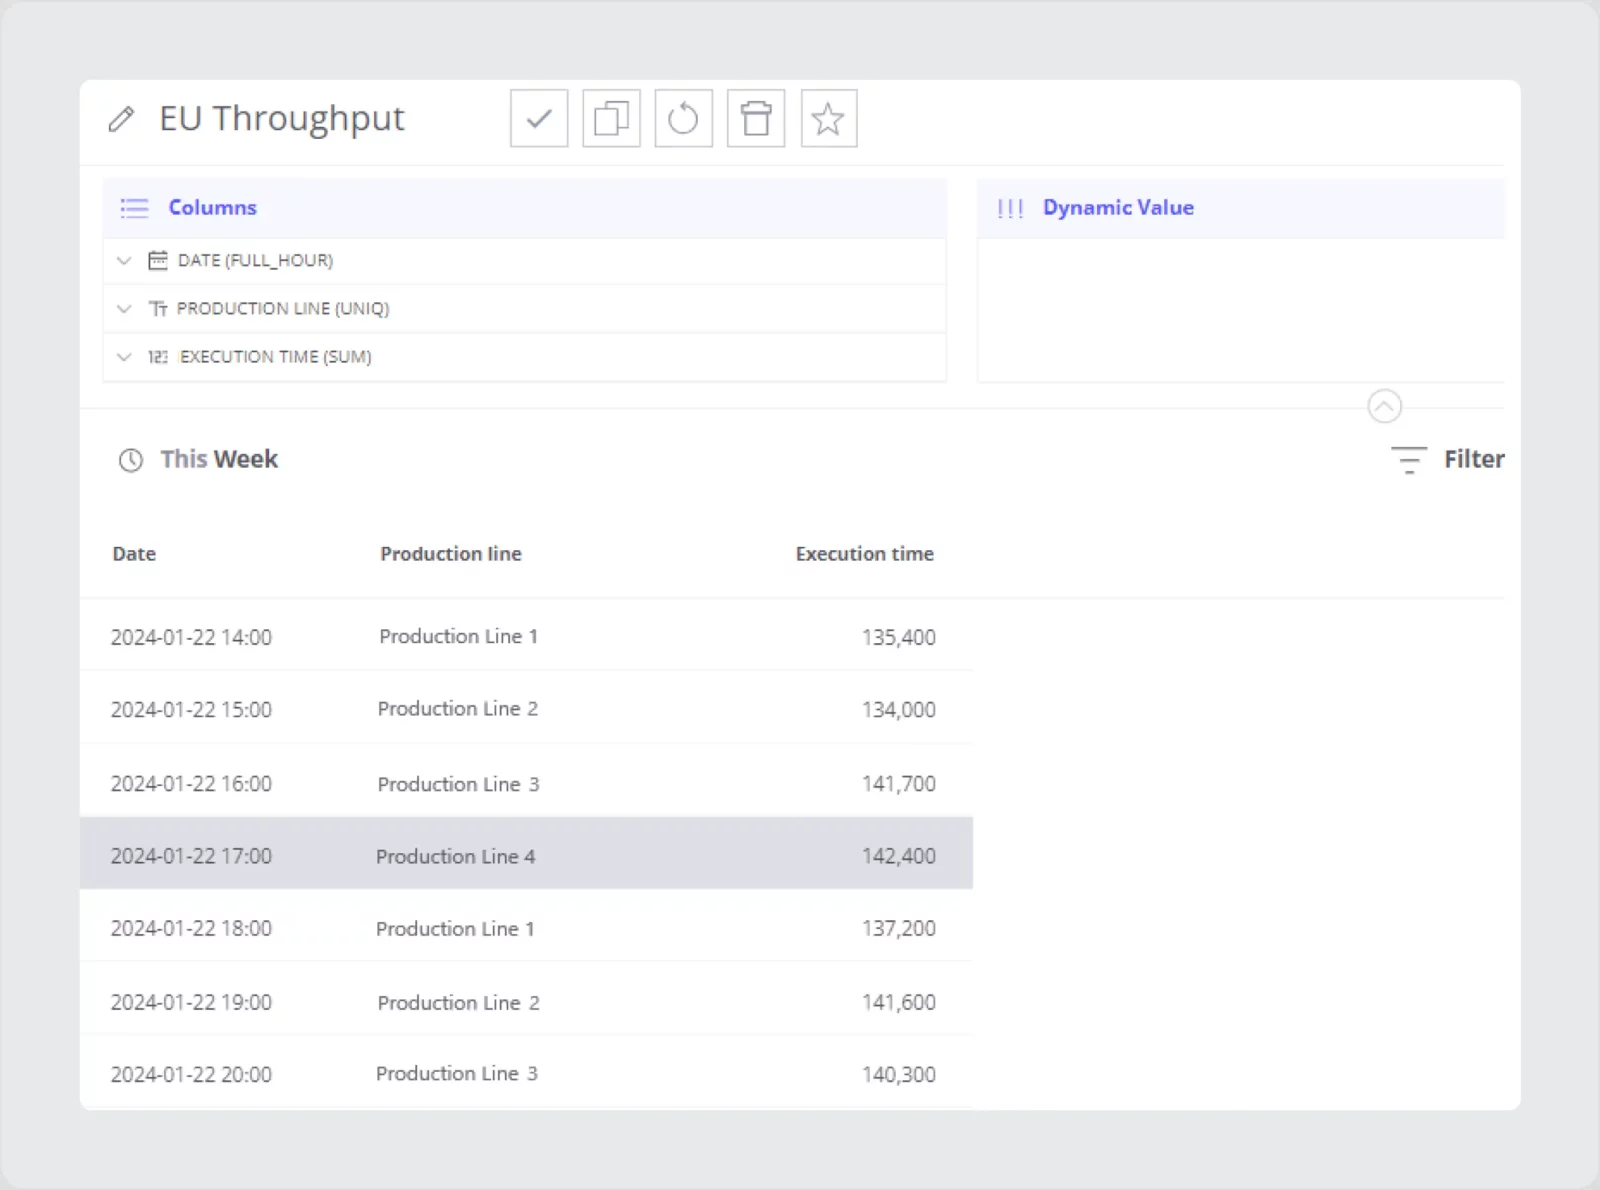 EU Throughput
Columns
Dynamic Value
DATE (FULL_HOUR)
PRODUCTION LINE (UNIQ)
123 EXECUTION TIME (SUM)
This Week
Filter
Date Production line Execution time
2024-01-22 14:00 Production Line 1 135,400
2024-01-22 15:00 Production Line 2 134,000
2024-01-22 16:00 Production Line 3 141,700
2024-01-22 17:00 Production Line 4 142,400
2024-01-22 18:00 Production Line 1 137,200
2024-01-22 19:00 Production Line 2 141,600
2024-01-22 20:00 Production Line 3 140,300